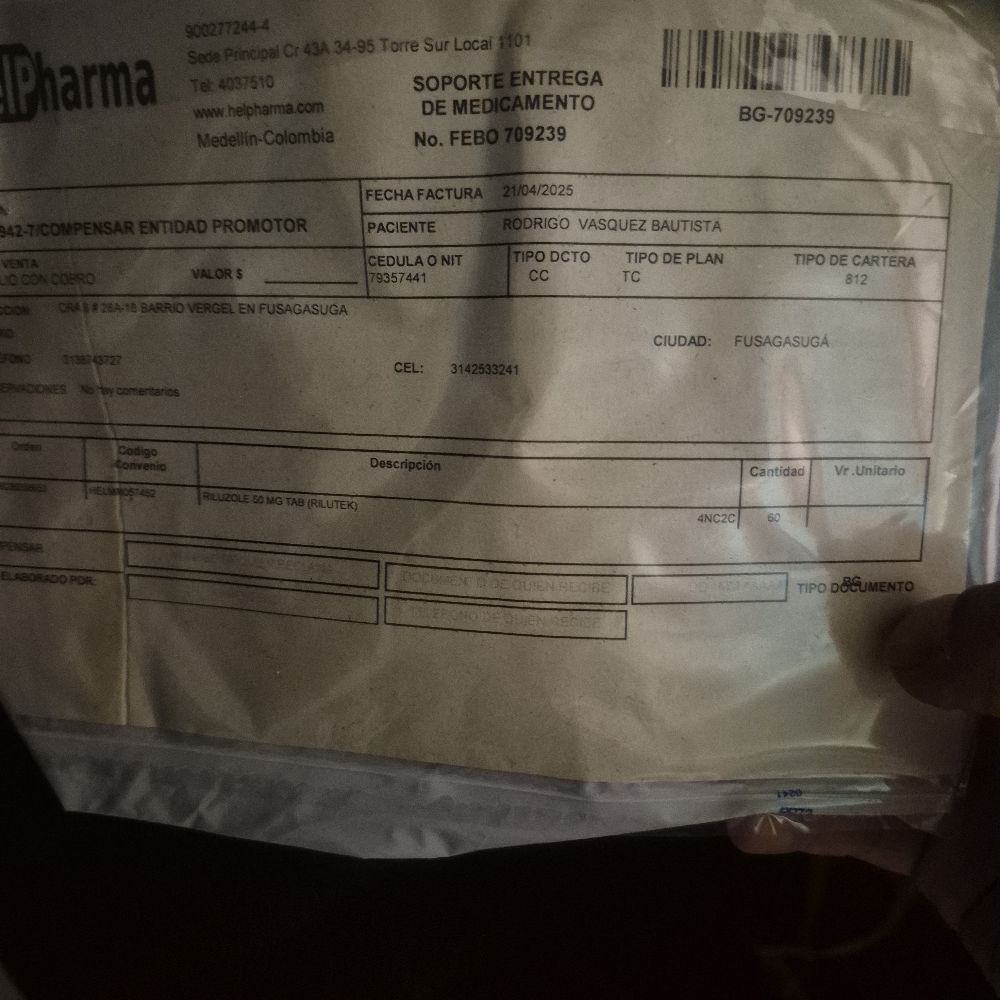 Pharma
900277244-4
Sede Principal Cr 43A 34-95 Torre Sur Local 1101
Tel: 4037510
www.helpharma.com
Medellín-Colombia
SOPORTE ENTREGA
DE MEDICAMENTO
No. FEBO 709239
BG-709239
FECHA FACTURA 21/04/2025
942-7/COMPENSAR ENTIDAD PROMOTOR
PACIENTE RODRIGO VASQUEZ BAUTISTA
VENTA
CON COBRO
VALOR $
CEDULA O NIT
79357441
TIPO DCTO
CC
TIPO DE PLAN
TC
TIPO DE CARTERA
812
# 26A-18 BARRIO VERGEL EN FUSAGASUGA
CIUDAD: FUSAGASUGÁ
CEL: 3142533241
No hay comentarios
Orden
Codigo
Convenio
Descripción
Cantidad
Vr .Unitario
RILUZOLE 50 MG TAB (RILUTEK)
4NC2C
60
ELABORADO POR:
DOCUMENTO DE QUIEN RECIBE
TELEFONO DE QUIEN RECIBE
TIPO DOCUMENTO
BG